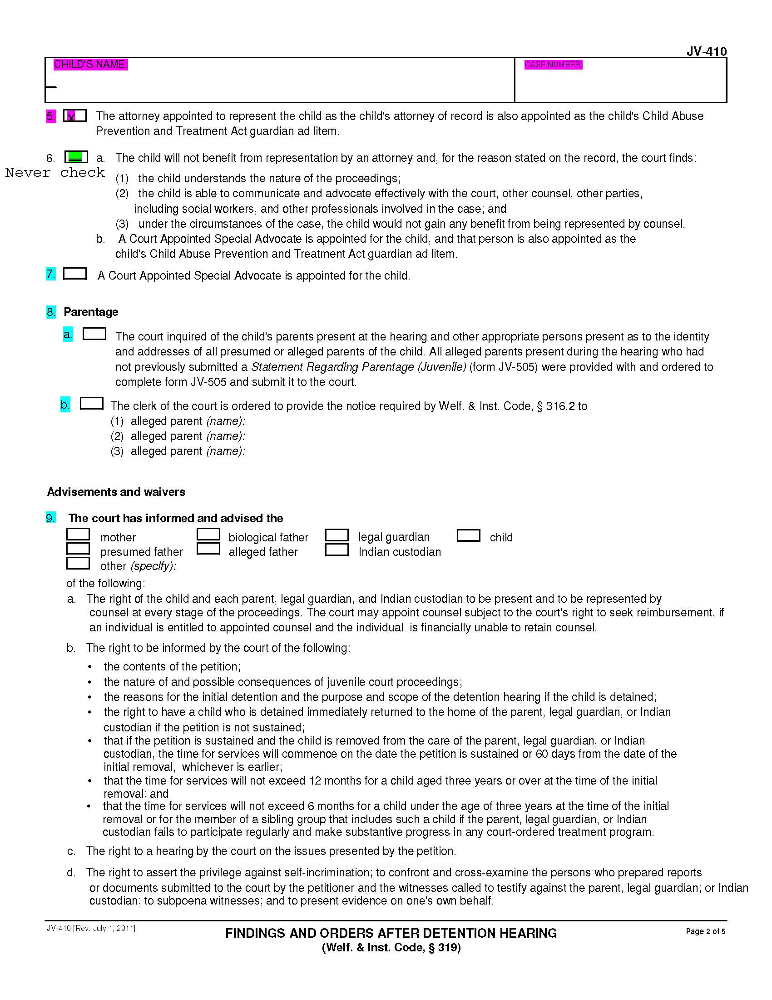 JV-410
CHILD'S NAME:
CASE NUMBER:
5. x The attorney appointed to represent the child as the child's attorney of record is also appointed as the child's Child Abuse
Prevention and Treatment Act guardian ad litem.
6. a. The child will not benefit from representation by an attorney and, for the reason stated on the record, the court finds:
Never check
(1) the child understands the nature of the proceedings;
(2) the child is able to communicate and advocate effectively with the court, other counsel, other parties,
including social workers, and other professionals involved in the case; and
(3) under the circumstances of the case, the child would not gain any benefit from being represented by counsel.
b. A Court Appointed Special Advocate is appointed for the child, and that person is also appointed as the
child's Child Abuse Prevention and Treatment Act guardian ad litem.
7. A Court Appointed Special Advocate is appointed for the child.
8. Parentage
a. The court inquired of the child's parents present at the hearing and other appropriate persons present as to the identity
and addresses of all presumed or alleged parents of the child. All alleged parents present during the hearing who had
not previously submitted a Statement Regarding Parentage (Juvenile) (form JV-505) were provided with and ordered to
complete form JV-505 and submit it to the court.
b. The clerk of the court is ordered to provide the notice required by Welf. & Inst. Code, § 316.2 to
(1) alleged parent (name):
(2) alleged parent (name):
(3) alleged parent (name):
Advisements and waivers
9. The court has informed and advised the
mother biological father legal guardian child
presumed father alleged father Indian custodian
other (specify):
of the following:
a. The right of the child and each parent, legal guardian, and Indian custodian to be present and to be represented by
counsel at every stage of the proceedings. The court may appoint counsel subject to the court's right to seek reimbursement, if
an individual is entitled to appointed counsel and the individual is financially unable to retain counsel.
b. The right to be informed by the court of the following:
• the contents of the petition;
• the nature of and possible consequences of juvenile court proceedings;
• the reasons for the initial detention and the purpose and scope of the detention hearing if the child is detained;
• the right to have a child who is detained immediately returned to the home of the parent, legal guardian, or Indian
custodian if the petition is not sustained;
• that if the petition is sustained and the child is removed from the care of the parent, legal guardian, or Indian
custodian, the time for services will commence on the date the petition is sustained or 60 days from the date of the
initial removal, whichever is earlier;
• that the time for services will not exceed 12 months for a child aged three years or over at the time of the initial
removal; and
• that the time for services will not exceed 6 months for a child under the age of three years at the time of the initial
removal or for the member of a sibling group that includes such a child if the parent, legal guardian, or Indian
custodian fails to participate regularly and make substantive progress in any court-ordered treatment program.
c. The right to a hearing by the court on the issues presented by the petition.
d. The right to assert the privilege against self-incrimination; to confront and cross-examine the persons who prepared reports
or documents submitted to the court by the petitioner and the witnesses called to testify against the parent, legal guardian; or Indian
custodian; to subpoena witnesses; and to present evidence on one's own behalf.
JV-410 [Rev. July 1, 2011]
FINDINGS AND ORDERS AFTER DETENTION HEARING
(Welf. & Inst. Code, § 319)
Page 2 of 5